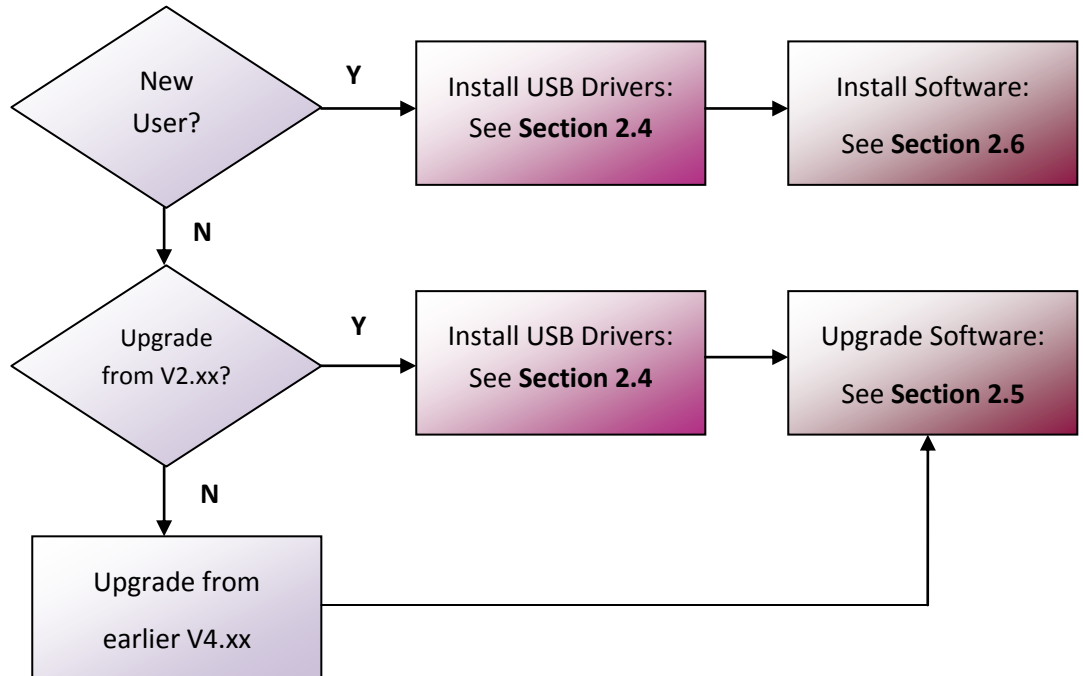 New
User?
Y
Install USB Drivers:
See Section 2.4
Install Software:
See Section 2.6
N
Upgrade
from V2.xx?
Y
Install USB Drivers:
See Section 2.4
Upgrade Software:
See Section 2.5
N
Upgrade from
earlier V4.xx